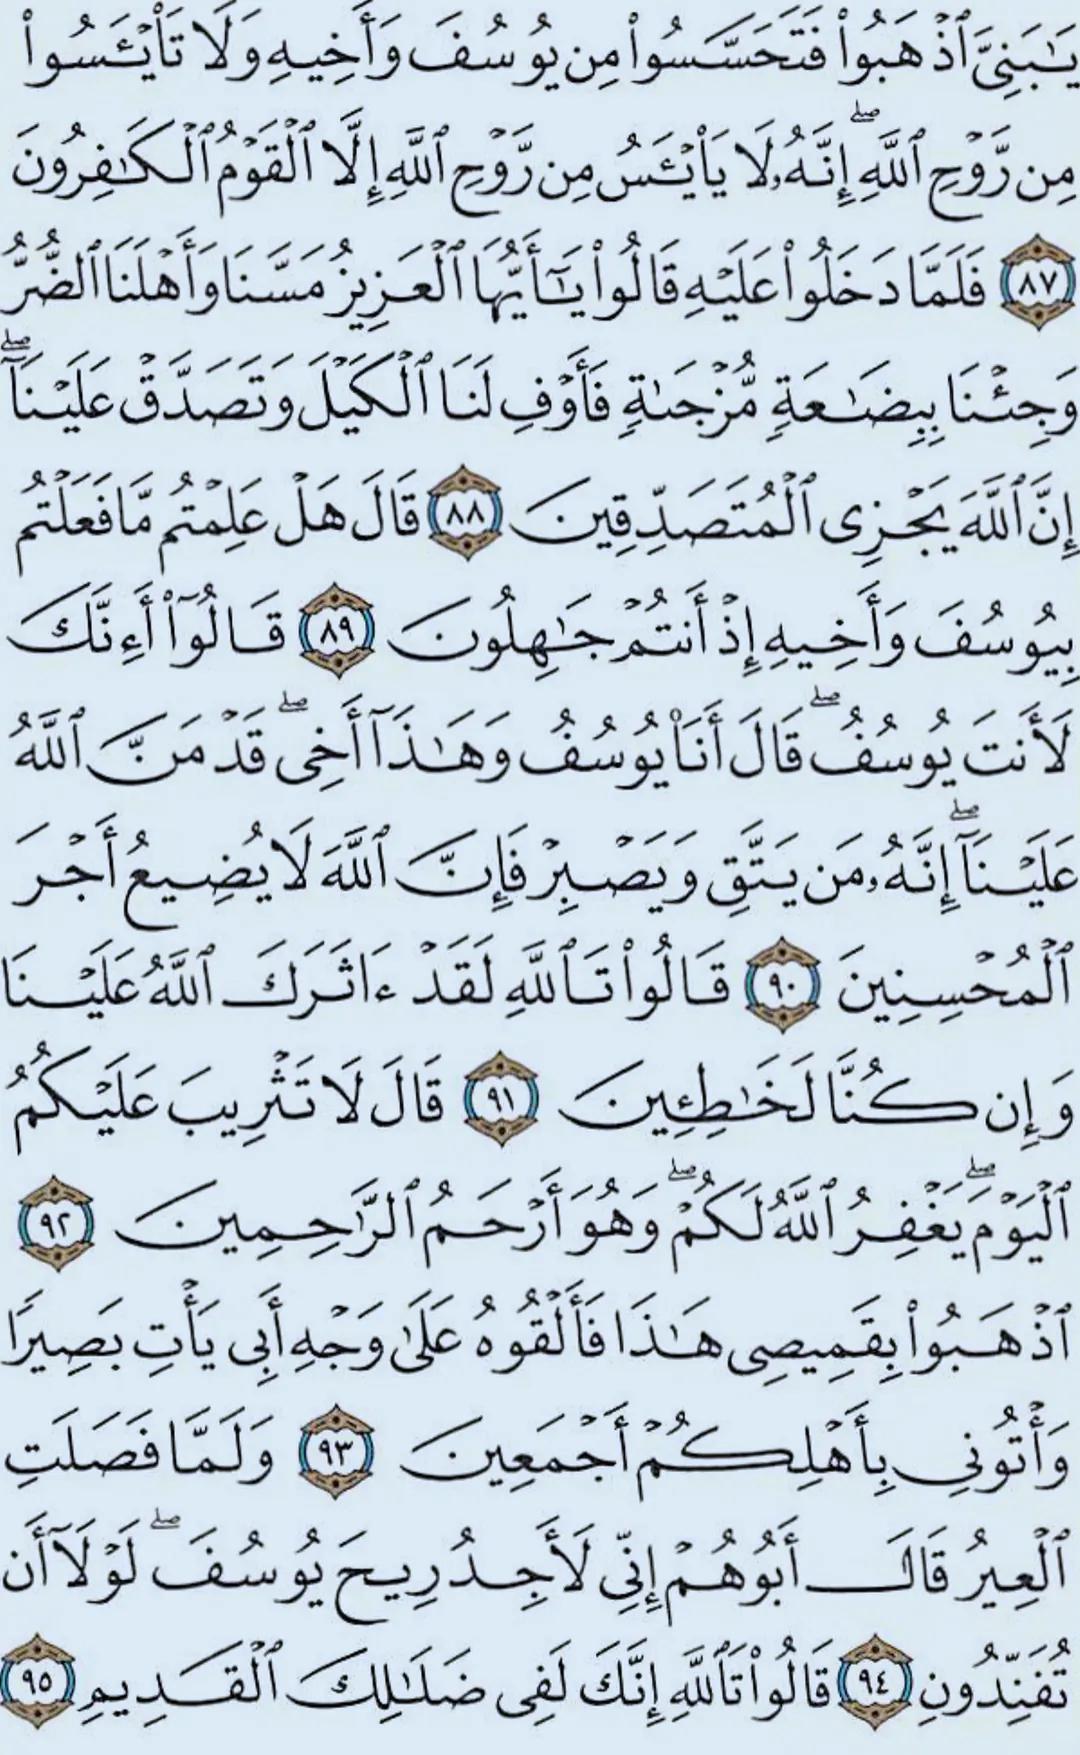 يَـٰبَنِىَّ ٱذْهَبُوا۟ فَتَحَسَّسُوا۟ مِن يُوسُفَ وَأَخِيهِ وَلَا تَا۟يْـَٔسُوا۟
مِن رَّوْحِ ٱللَّهِ ۖ إِنَّهُۥ لَا يَا۟يْـَٔسُ مِن رَّوْحِ ٱللَّهِ إِلَّا ٱلْقَوْمُ ٱلْكَـٰفِرُونَ
٨٧ فَلَمَّا دَخَلُوا۟ عَلَيْهِ قَالُوا۟ يَـٰٓأَيُّهَا ٱلْعَزِيزُ مَسَّنَا وَأَهْلَنَا ٱلضُّرُّ
وَجِئْنَا بِبِضَـٰعَةٍ مُّزْجَىٰةٍ فَأَوْفِ لَنَا ٱلْكَيْلَ وَتَصَدَّقْ عَلَيْنَآ ۖ
إِنَّ ٱللَّهَ يَجْزِى ٱلْمُتَصَدِّقِينَ ٨٨ قَالَ هَلْ عَلِمْتُم مَّا فَعَلْتُم
بِيُوسُفَ وَأَخِيهِ إِذْ أَنتُمْ جَـٰهِلُونَ ٨٩ قَالُوٓا۟ أَءِنَّكَ
لَأَنتَ يُوسُفُ ۖ قَالَ أَنَا۠ يُوسُفُ وَهَـٰذَآ أَخِى ۖ قَدْ مَنَّ ٱللَّهُ
عَلَيْنَآ ۖ إِنَّهُۥ مَن يَتَّقِ وَيَصْبِرْ فَإِنَّ ٱللَّهَ لَا يُضِيعُ أَجْرَ
ٱلْمُحْسِنِينَ ٩٠ قَالُوا۟ تَٱللَّهِ لَقَدْ ءَاثَرَكَ ٱللَّهُ عَلَيْنَا
وَإِن كُنَّا لَخَـٰطِـِٔينَ ٩١ قَالَ لَا تَثْرِيبَ عَلَيْكُمُ
ٱلْيَوْمَ ۖ يَغْفِرُ ٱللَّهُ لَكُمْ ۖ وَهُوَ أَرْحَمُ ٱلرَّٰحِمِينَ ٩٢
ٱذْهَبُوا۟ بِقَمِيصِى هَـٰذَا فَأَلْقُوهُ عَلَىٰ وَجْهِ أَبِى يَأْتِ بَصِيرًا
وَأْتُونِى بِأَهْلِكُمْ أَجْمَعِينَ ٩٣ وَلَمَّا فَصَلَتِ
ٱلْعِيرُ قَالَ أَبُوهُمْ إِنِّى لَأَجِدُ رِيحَ يُوسُفَ ۖ لَوْلَآ أَن
تُفَنِّدُونِ ٩٤ قَالُوا۟ تَٱللَّهِ إِنَّكَ لَفِى ضَلَـٰلِكَ ٱلْقَدِيمِ ٩٥